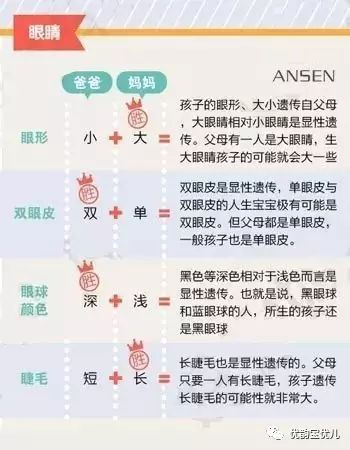 眼睛
爸爸 妈妈
ANSEN
眼形 小 + 大 =
胜
孩子的眼形、大小遗传自父母
，大眼睛相对小眼睛是显性遗
传。父母有一人是大眼睛，生
大眼睛孩子的可能就会大一些
双眼皮 双 + 单 =
胜
双眼皮是显性遗传，单眼皮与
双眼皮的人生宝宝极有可能是
双眼皮。但父母都是单眼皮，
一般孩子也是单眼皮。
眼球
颜色
深 + 浅 =
胜
黑色等深色相对于浅色而言是
显性遗传。也就是说，黑眼球
和蓝眼球的人，所生的孩子还
是黑眼球
睫毛 短 + 长 =
胜
长睫毛也是显性遗传的。父母
只要一人有长睫毛，孩子遗传
长睫毛的可能性就非常大。
优韵宝优儿